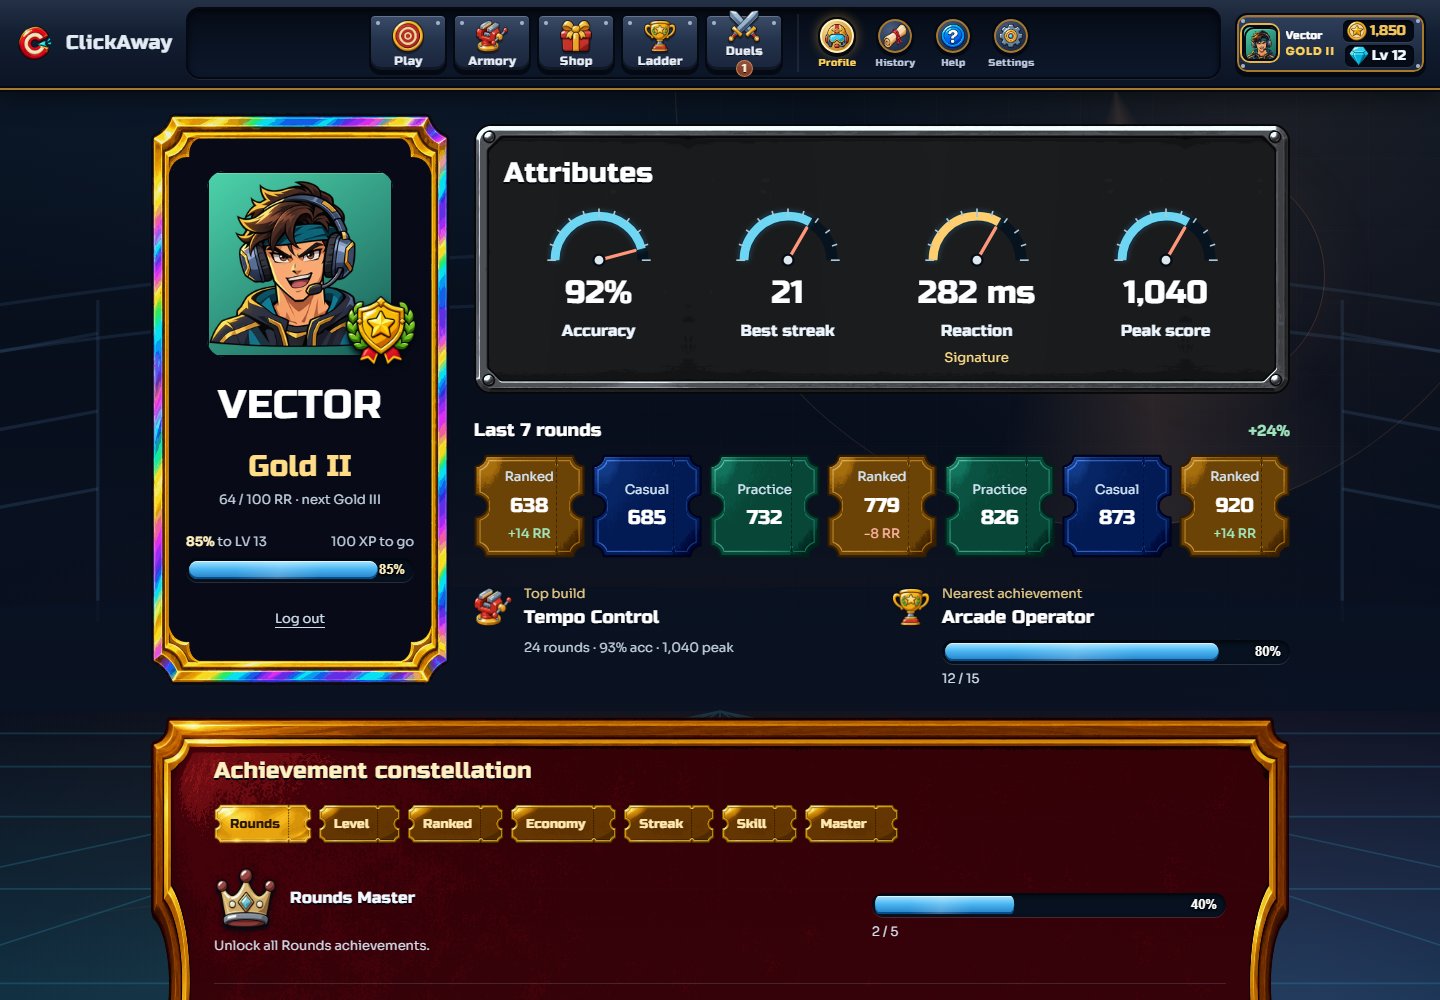 ClickAway
Play
Armory
Shop
Ladder
Duels
1
Profile
History
Help
Settings
Vector
GOLD II
1,850
Lv 12
VECTOR
Gold II
64 / 100 RR · next Gold III
85% to LV 13
100 XP to go
85%
Log out
Attributes
92%
Accuracy
21
Best streak
282 ms
Reaction
Signature
1,040
Peak score
Last 7 rounds
+24%
Ranked
638
+14 RR
Casual
685
Practice
732
Ranked
779
-8 RR
Practice
826
Casual
873
Ranked
920
+14 RR
Top build
Tempo Control
24 rounds · 93% acc · 1,040 peak
Nearest achievement
Arcade Operator
80%
12 / 15
Achievement constellation
Rounds
Level
Ranked
Economy
Streak
Skill
Master
Rounds Master
Unlock all Rounds achievements.
40%
2 / 5